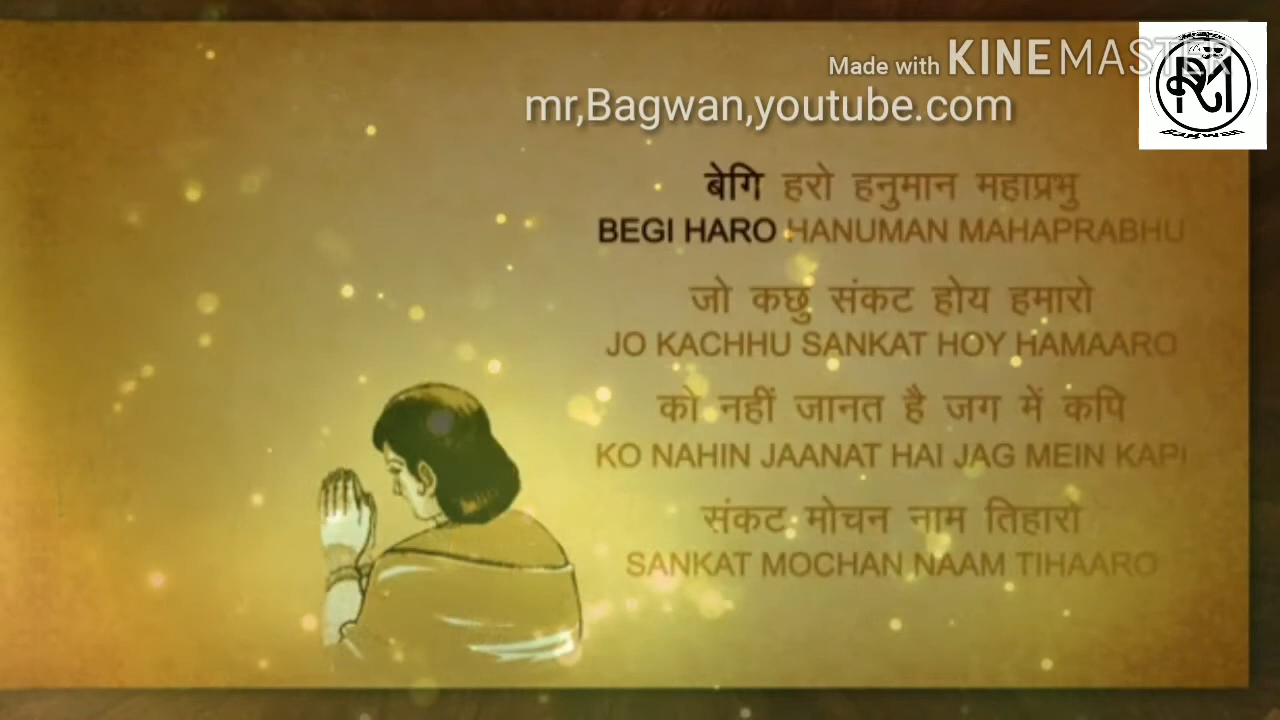 Made with KINEMASTER
mr,Bagwan,youtube.com
RM
BAGWAN
बेगि हरो हनुमान महाप्रभु
BEGI HARO HANUMAN MAHAPRABHU
जो कछु संकट होय हमारो
JO KACHHU SANKAT HOY HAMAARO
को नहीं जानत है जग में कपि
KO NAHIN JAANAT HAI JAG MEIN KAPI
संकट मोचन नाम तिहारो
SANKAT MOCHAN NAAM TIHAARO